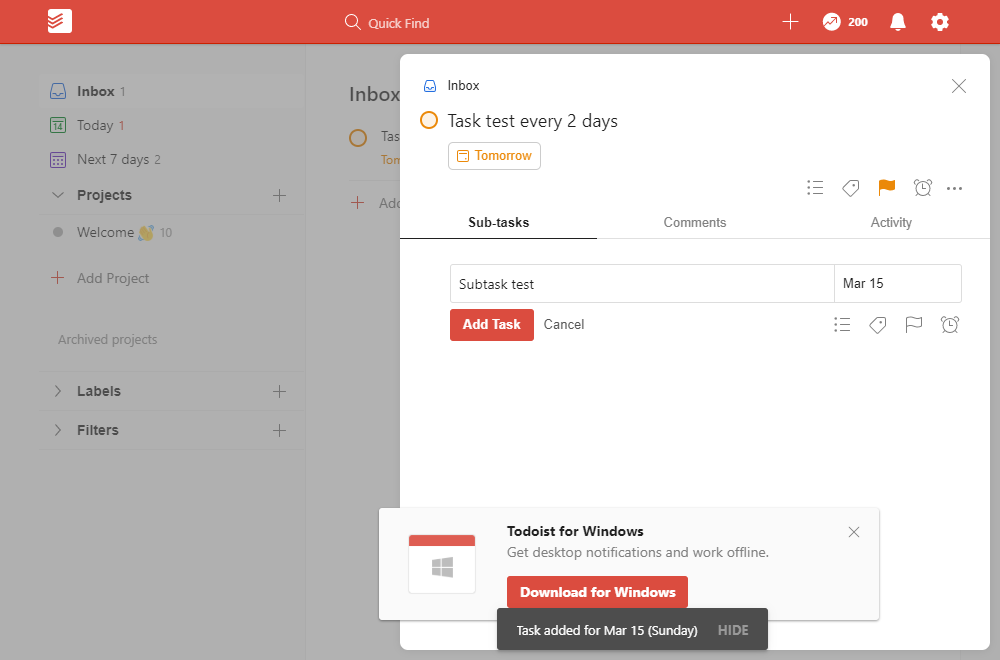 Quick Find
200
Inbox 1
14 Today 1
Next 7 days 2
Projects
Welcome 👋 10
Add Project
Archived projects
Labels
Filters
Inbox
Tas
Tom
Add
Inbox
Task test every 2 days
Tomorrow
Sub-tasks Comments Activity
Subtask test Mar 15
Add Task Cancel
Todoist for Windows
Get desktop notifications and work offline.
Download for Windows
Task added for Mar 15 (Sunday) HIDE